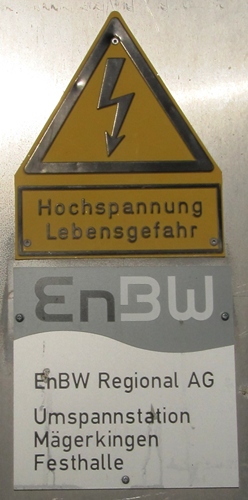 Hochspannung
Lebensgefahr
EnBW
EnBW Regional AG
Umspannstation
Mägerkingen
Festhalle